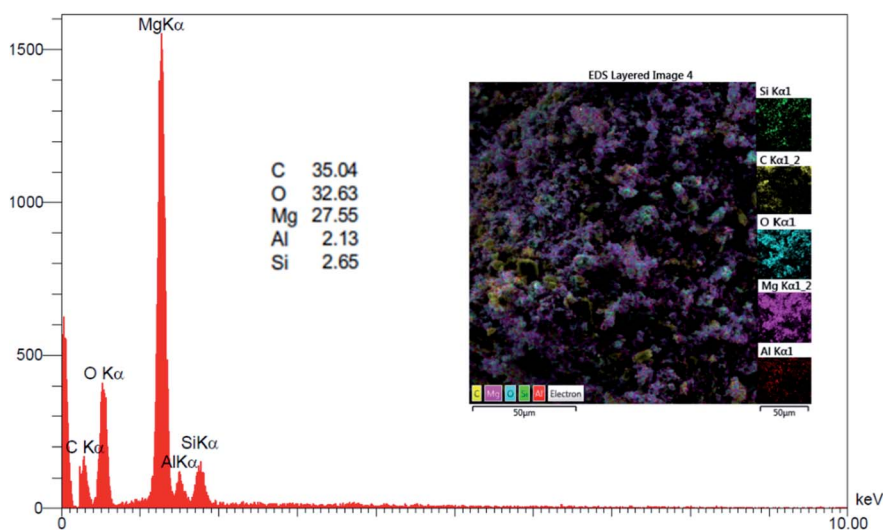 MgKα
1500
1000
500
0
O Kα
C Kα
AlKα
SiKα
C 35.04
O 32.63
Mg 27.55
Al 2.13
Si 2.65
EDS Layered Image 4
C Mg O Si Al Electron
50μm
Si Kα1
C Kα1_2
O Kα1
Mg Kα1_2
Al Kα1
50μm
0
10.00
keV